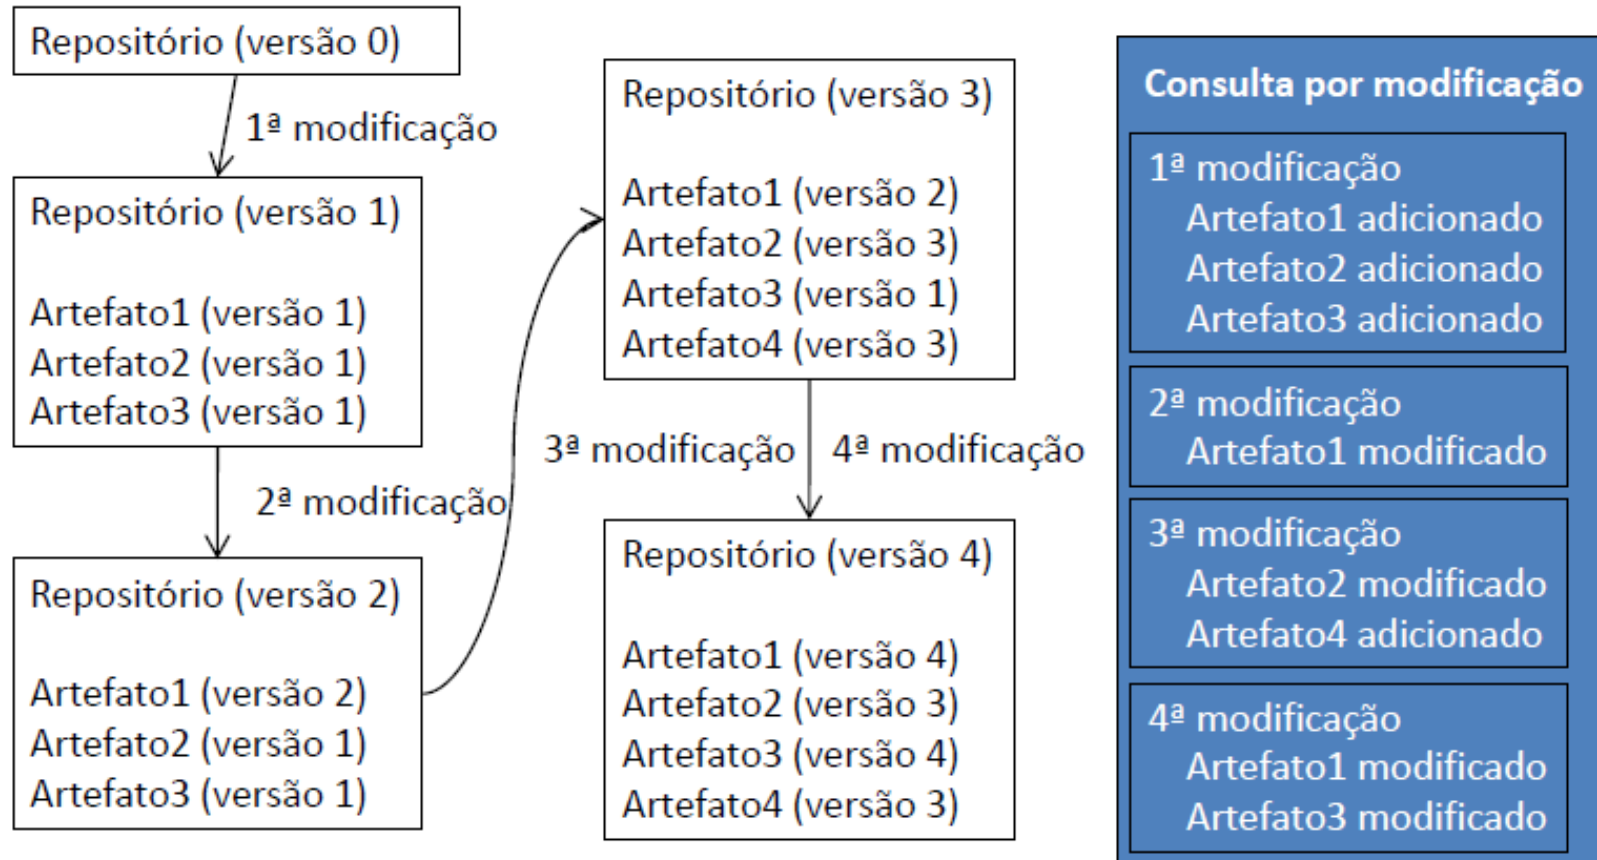 Repositório (versão 0)
1ª modificação
Repositório (versão 1)
Artefato1 (versão 1)
Artefato2 (versão 1)
Artefato3 (versão 1)
2ª modificação
Repositório (versão 2)
Artefato1 (versão 2)
Artefato2 (versão 1)
Artefato3 (versão 1)
Repositório (versão 3)
Artefato1 (versão 2)
Artefato2 (versão 3)
Artefato3 (versão 1)
Artefato4 (versão 3)
3ª modificação
4ª modificação
Repositório (versão 4)
Artefato1 (versão 4)
Artefato2 (versão 3)
Artefato3 (versão 4)
Artefato4 (versão 3)
Consulta por modificação
1ª modificação
Artefato1 adicionado
Artefato2 adicionado
Artefato3 adicionado
2ª modificação
Artefato1 modificado
3ª modificação
Artefato2 modificado
Artefato4 adicionado
4ª modificação
Artefato1 modificado
Artefato3 modificado